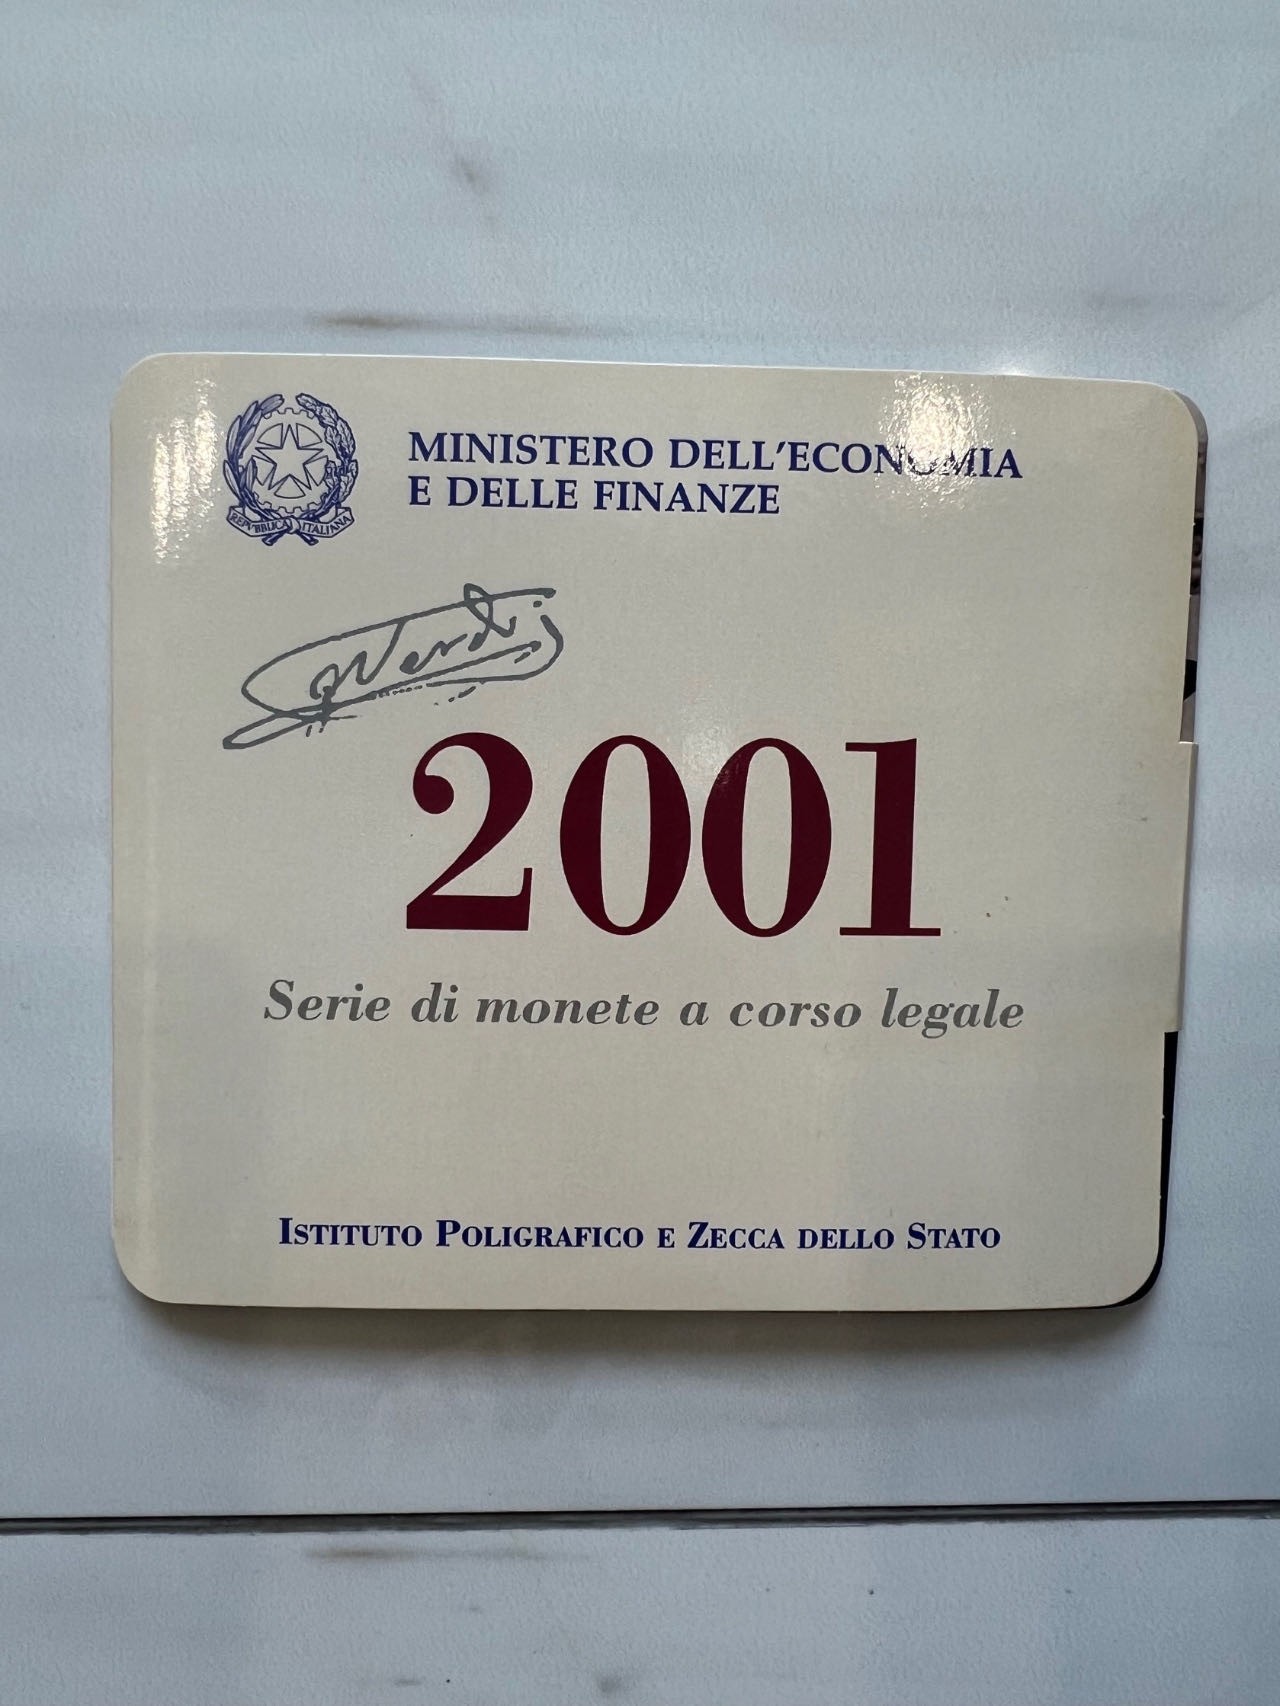 REPVBBLICA ITALIANA
MINISTERO DELL'ECONOMIA
E DELLE FINANZE
G Verdi
2001
Serie di monete a corso legale
ISTITUTO POLIGRAFICO E ZECCA DELLO STATO